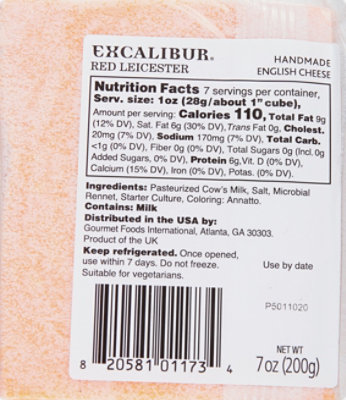 EXCALIBUR®
RED LEICESTER
HANDMADE
ENGLISH CHEESE
Nutrition Facts 7 servings per container,
Serv. size: 1oz (28g/about 1" cube),
Amount per serving: Calories 110, Total Fat 9g
(12% DV), Sat. Fat 6g (30% DV), Trans Fat 0g, Cholest.
20mg (7% DV), Sodium 170mg (7% DV), Total Carb.
<1g (0% DV), Fiber 0g (0% DV), Total Sugars 0g (Incl. 0g
Added Sugars, 0% DV), Protein 6g, Vit. D (0% DV),
Calcium (15% DV), Iron (0% DV), Potas. (0% DV).
Ingredients: Pasteurized Cow's Milk, Salt, Microbial
Rennet, Starter Culture, Coloring: Annatto.
Contains: Milk
Distributed in the USA by:
Gourmet Foods International, Atlanta, GA 30303.
Product of the UK
Keep refrigerated. Once opened,
use within 7 days. Do not freeze.
Suitable for vegetarians.
Use by date
P5011020
8 20581 01173 4
NET WT
7 oz (200g)